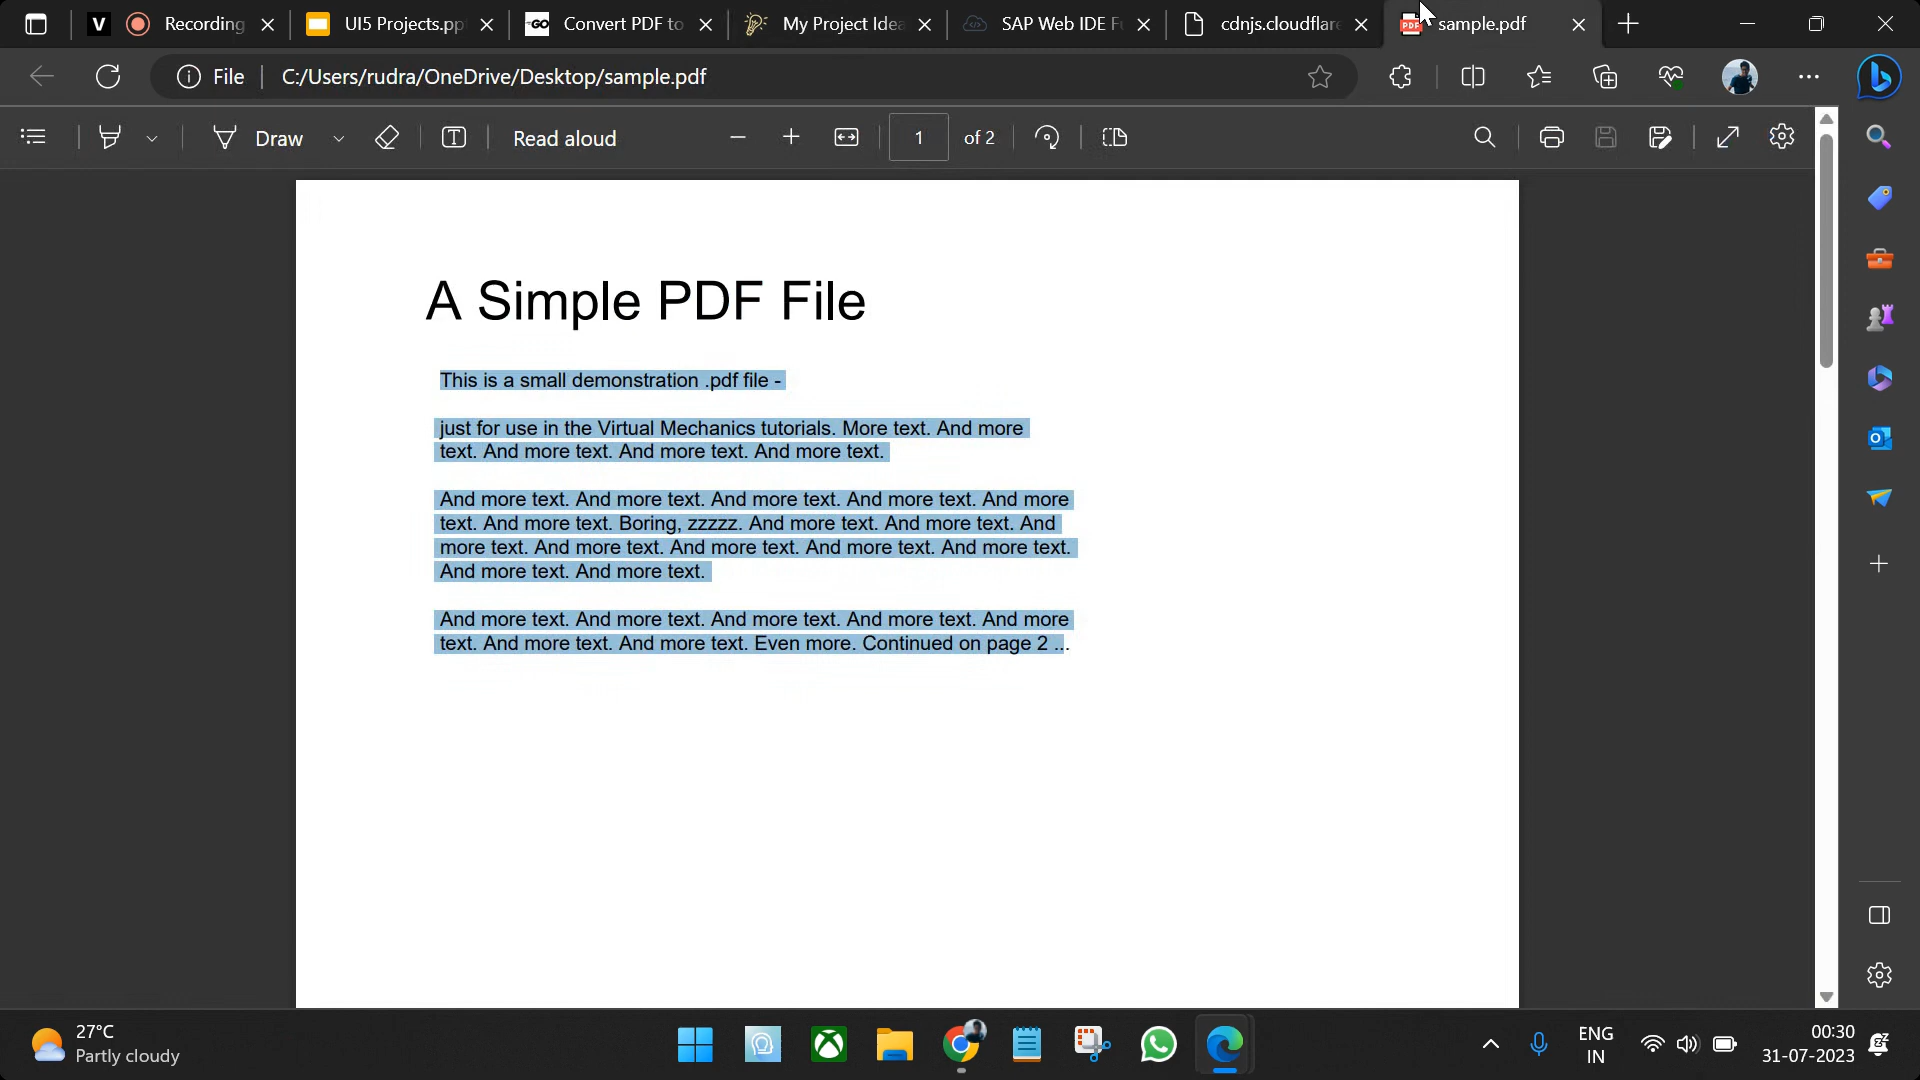 Recording
UI5 Projects.pp
Convert PDF to
My Project Idea
SAP Web IDE Fu
cdnjs.cloudflare
sample.pdf
File
C:/Users/rudra/OneDrive/Desktop/sample.pdf
Draw
Read aloud
1
of 2
A Simple PDF File
This is a small demonstration .pdf file -
just for use in the Virtual Mechanics tutorials. More text. And more
text. And more text. And more text. And more text.
And more text. And more text. And more text. And more text. And more
text. And more text. Boring, zzzzz. And more text. And more text. And
more text. And more text. And more text. And more text. And more text.
And more text. And more text.
And more text. And more text. And more text. And more text. And more
text. And more text. And more text. Even more. Continued on page 2 ...
27°C
Partly cloudy
ENG
IN
00:30
31-07-2023